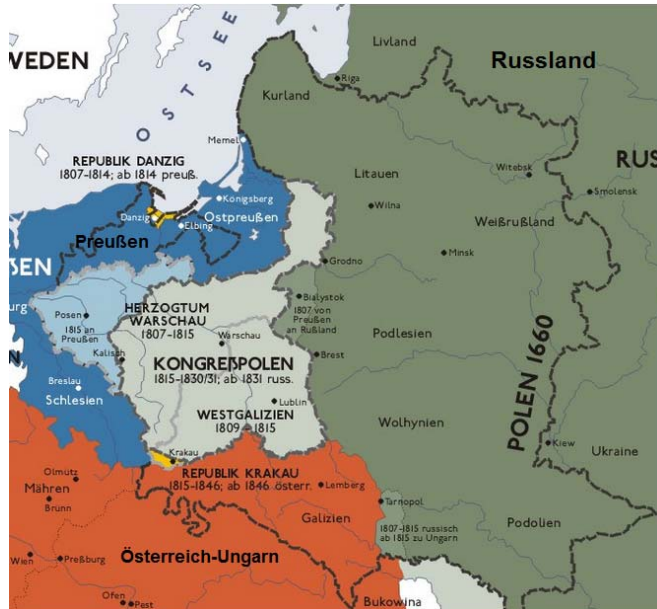 WEDEN
OSTSEE
Livland
Russland
Riga
Kurland
Memel
REPUBLIK DANZIG
1807-1814; ab 1814 preuß.
Litauen
Witebsk
RUS
Smolensk
Königsberg
Danzig
Ostpreußen
Wilna
Elbing
Weißrußland
Preußen
Minsk
ßEN
Grodno
burg
Posen
HERZOGTUM
WARSCHAU
1807-1815
Bialystok
1807 von
Preußen
an Rußland
1815 an
Preußen
Warschau
Podlesien
POLEN 1660
N
Kalisch
KONGREßPOLEN
1815-1830/31; ab 1831 russ.
Brest
Breslau
Schlesien
Lublin
WESTGALIZIEN
1809-1815
Wolhynien
Kiew
Ukraine
Krakau
REPUBLIK KRAKAU
1815-1846; ab 1846 österr.
Olmütz
Mähren
Brünn
Lemberg
Tarnopol
Galizien
1807-1815 russisch
ab 1815 zu Ungarn
Podolien
Wien
Preßburg
Österreich-Ungarn
Ofen
Pest
Bukowina